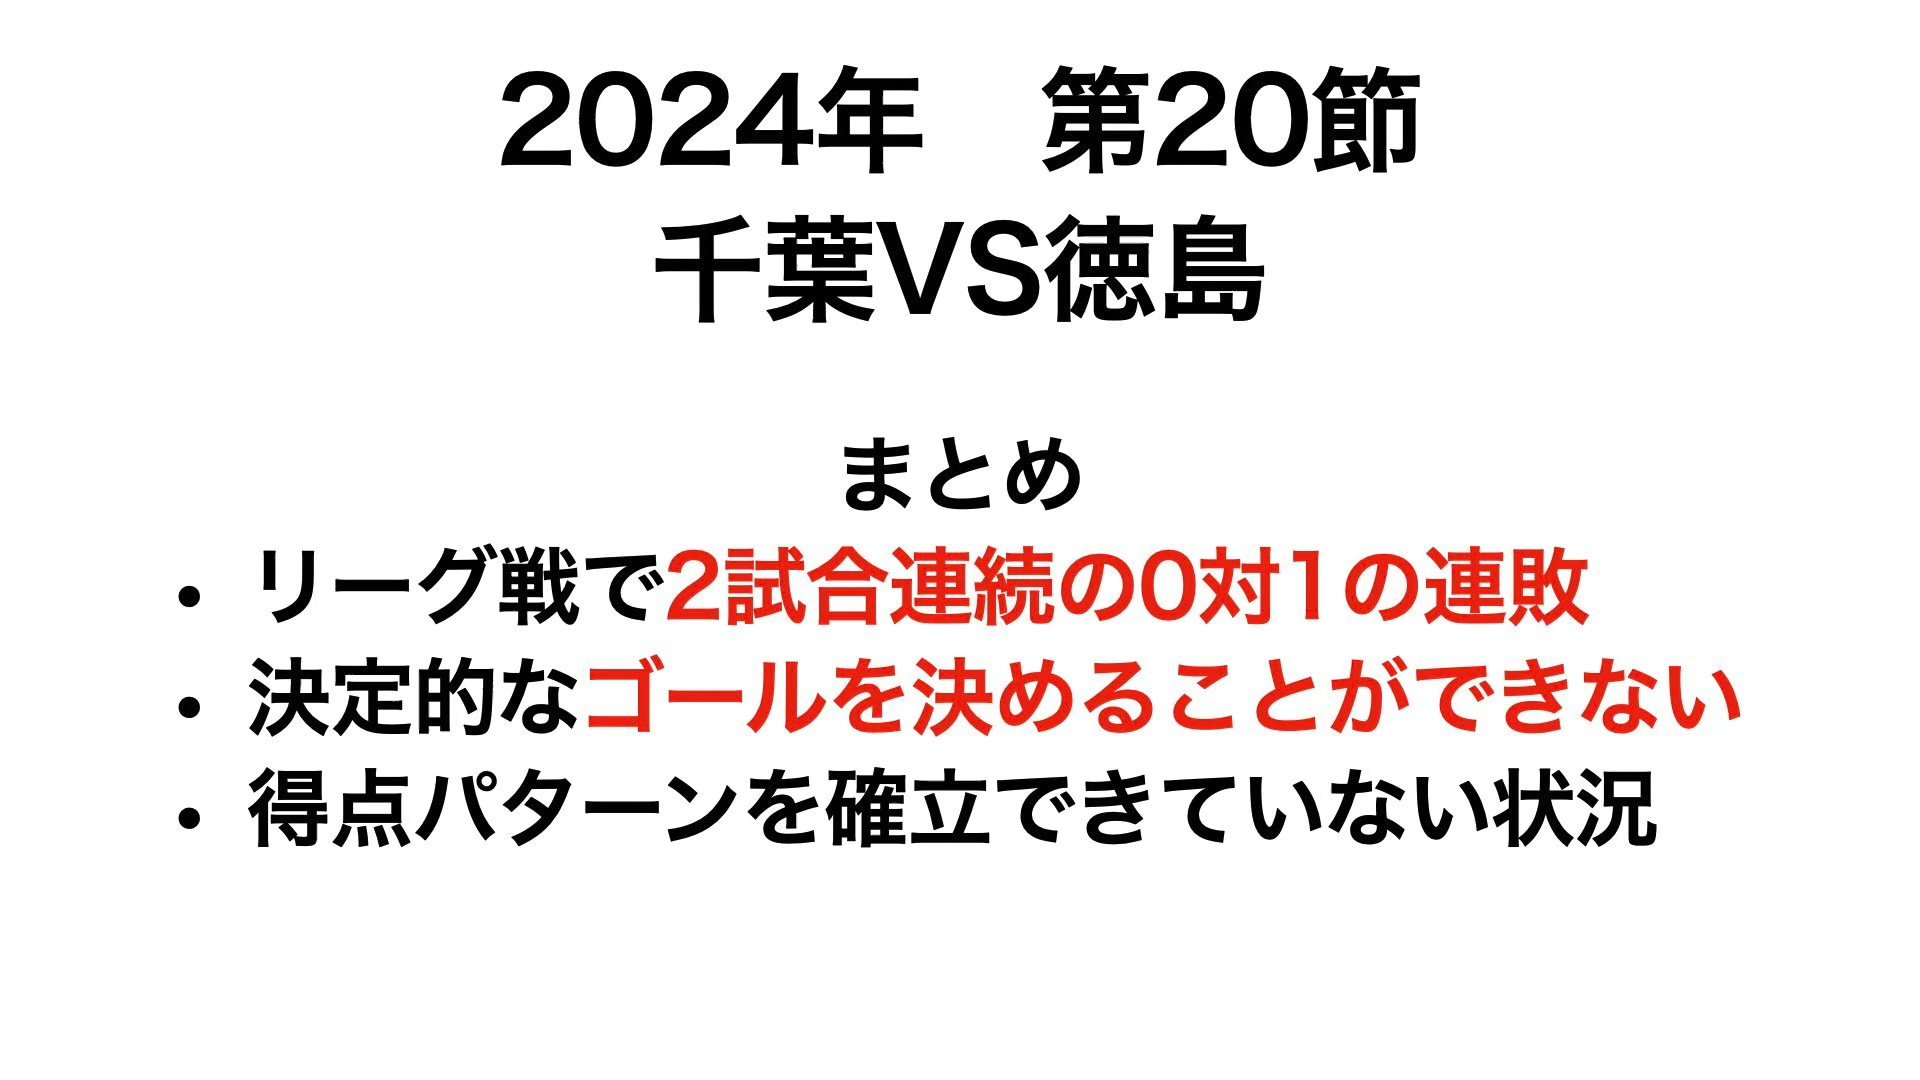 2024年　第20節
千葉VS徳島
まとめ
• リーグ戦で2試合連続の0対1の連敗
• 決定的なゴールを決めることができない
• 得点パターンを確立できていない状況